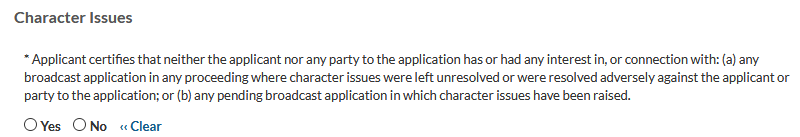 Character Issues
* Applicant certifies that neither the applicant nor any party to the application has or had any interest in, or connection with: (a) any
broadcast application in any proceeding where character issues were left unresolved or were resolved adversely against the applicant or
party to the application; or (b) any pending broadcast application in which character issues have been raised.
Yes No ‹‹ Clear